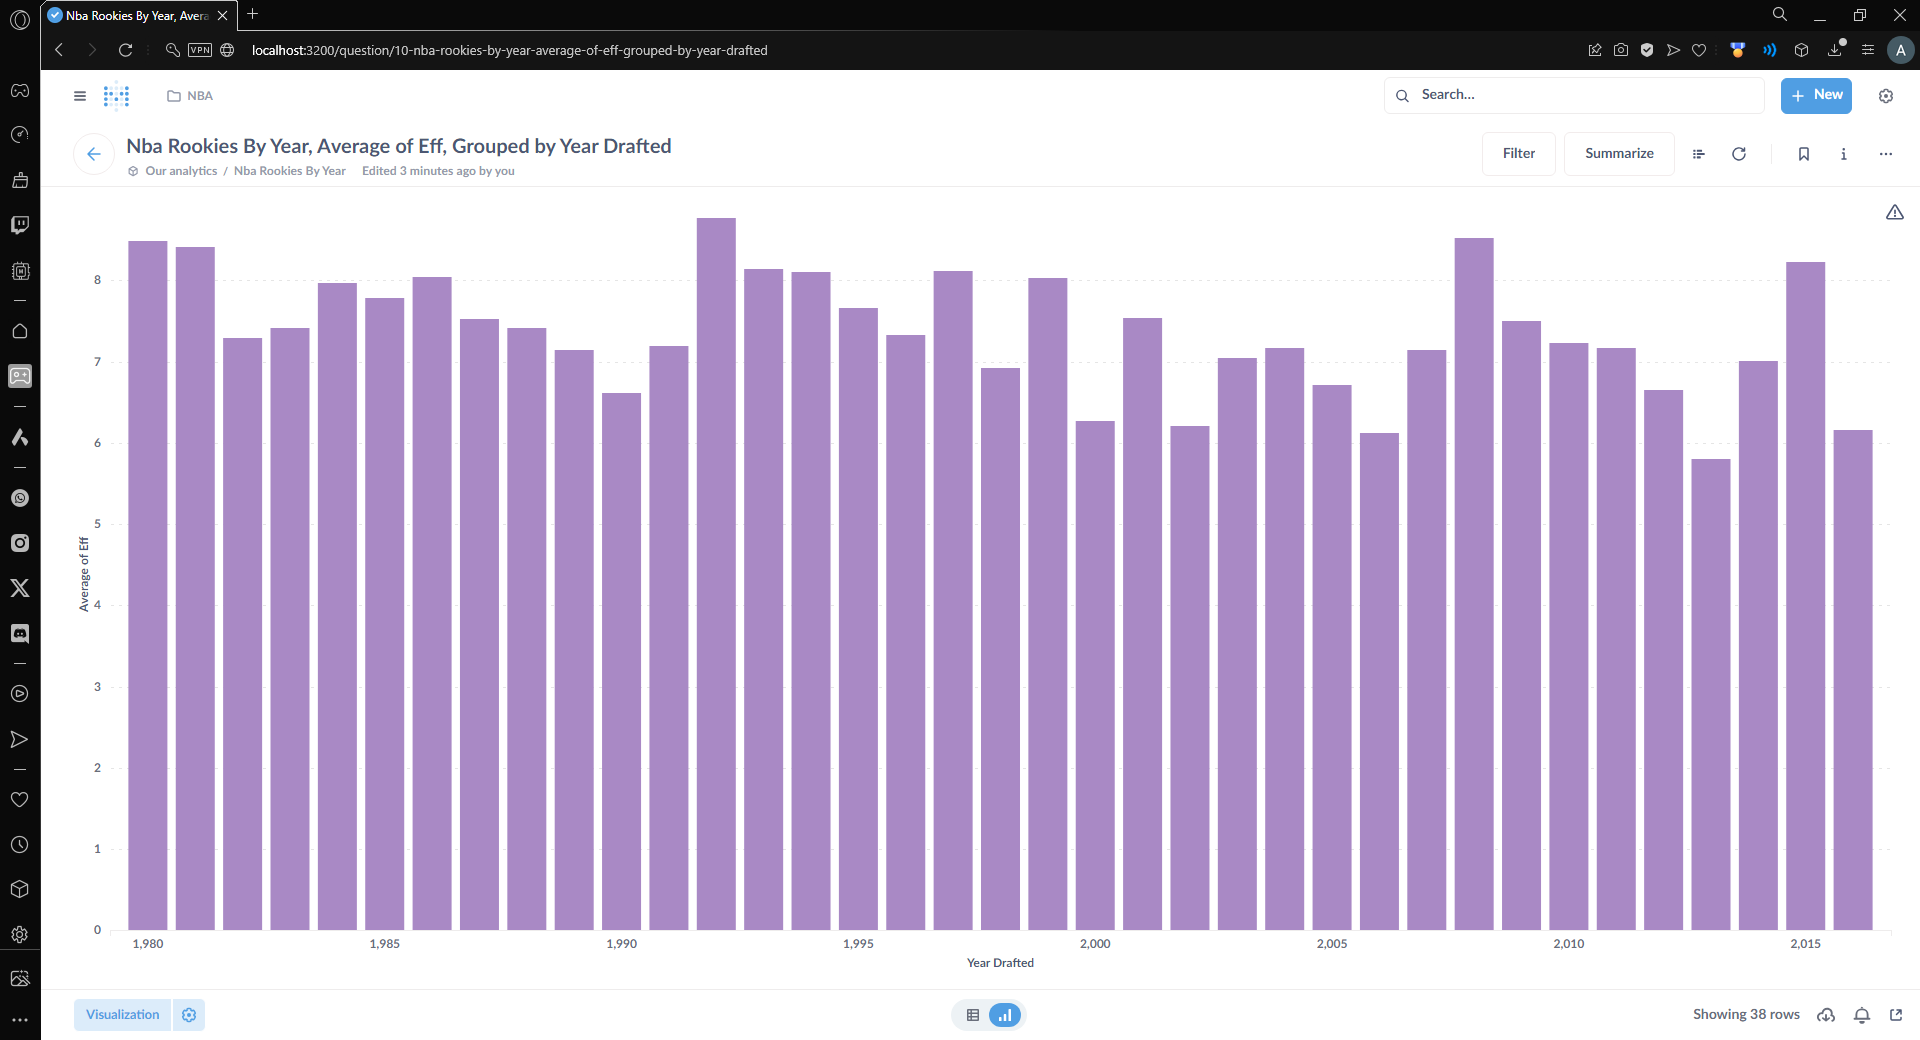 Nba Rookies By Year, Avera
VPN
localhost:3200/question/10-nba-rookies-by-year-average-of-eff-grouped-by-year-drafted
A
NBA
Search...
+ New
Nba Rookies By Year, Average of Eff, Grouped by Year Drafted
Our analytics / Nba Rookies By Year Edited 3 minutes ago by you
Filter
Summarize
8
7
6
5
4
3
2
1
0
Average of Eff
1,980 1,985 1,990 1,995 2,000 2,005 2,010 2,015
Year Drafted
Visualization
Showing 38 rows